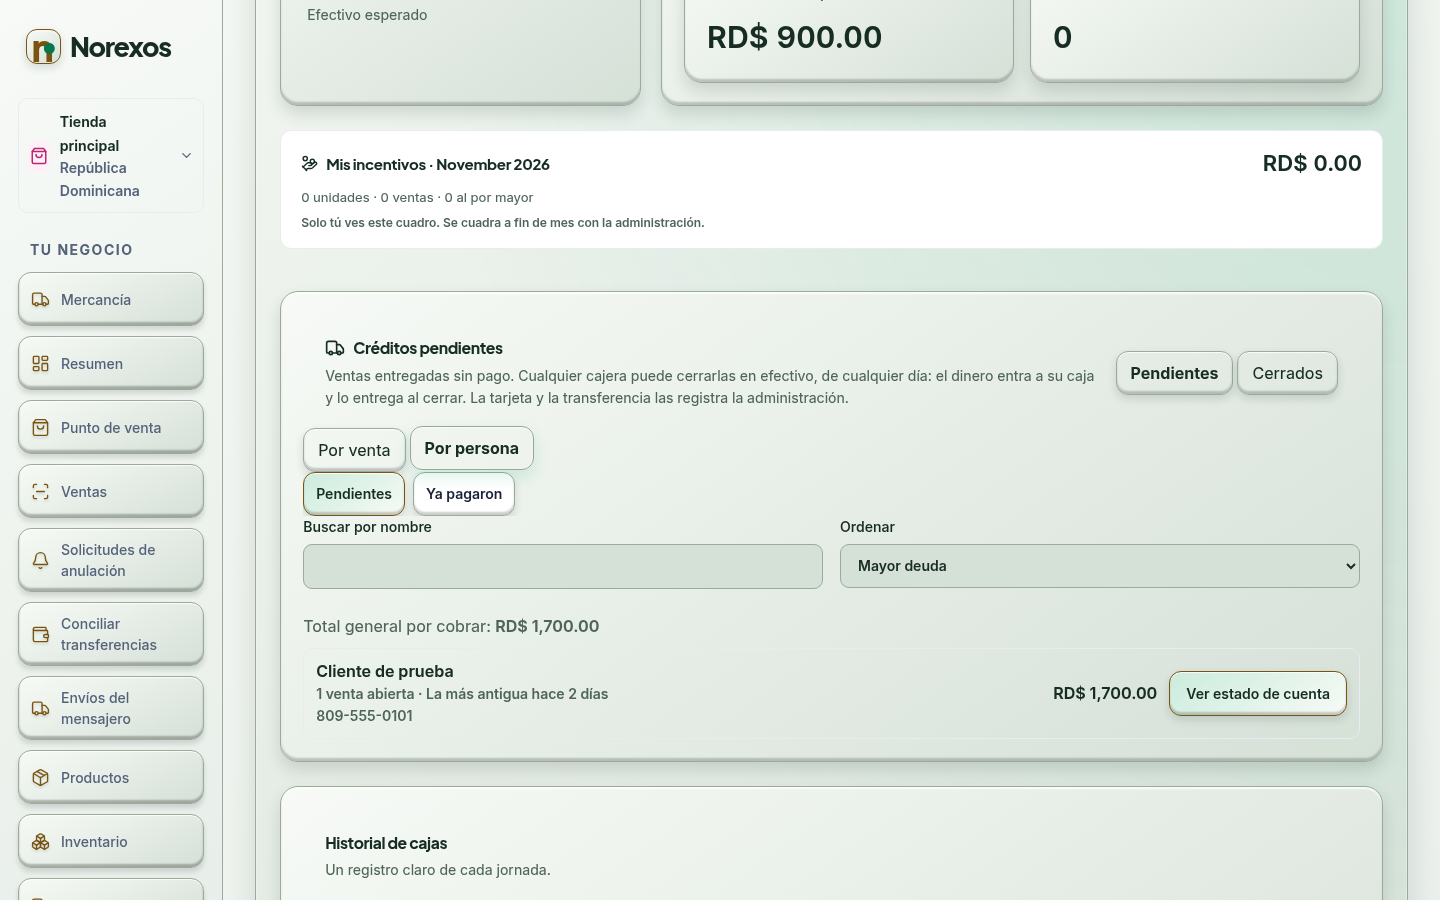 Norexos
Tienda
principal
República
Dominicana
TU NEGOCIO
Mercancía
Resumen
Punto de venta
Ventas
Solicitudes de
anulación
Conciliar
transferencias
Envíos del
mensajero
Productos
Inventario
Efectivo esperado
RD$ 900.00
0
Mis incentivos · November 2026
RD$ 0.00
0 unidades · 0 ventas · 0 al por mayor
Solo tú ves este cuadro. Se cuadra a fin de mes con la administración.
Créditos pendientes
Ventas entregadas sin pago. Cualquier cajera puede cerrarlas en efectivo, de cualquier día: el dinero entra a su caja
y lo entrega al cerrar. La tarjeta y la transferencia las registra la administración.
Pendientes
Cerrados
Por venta
Por persona
Pendientes
Ya pagaron
Buscar por nombre
Ordenar
Mayor deuda
Total general por cobrar: RD$ 1,700.00
Cliente de prueba
1 venta abierta · La más antigua hace 2 días
809-555-0101
RD$ 1,700.00
Ver estado de cuenta
Historial de cajas
Un registro claro de cada jornada.